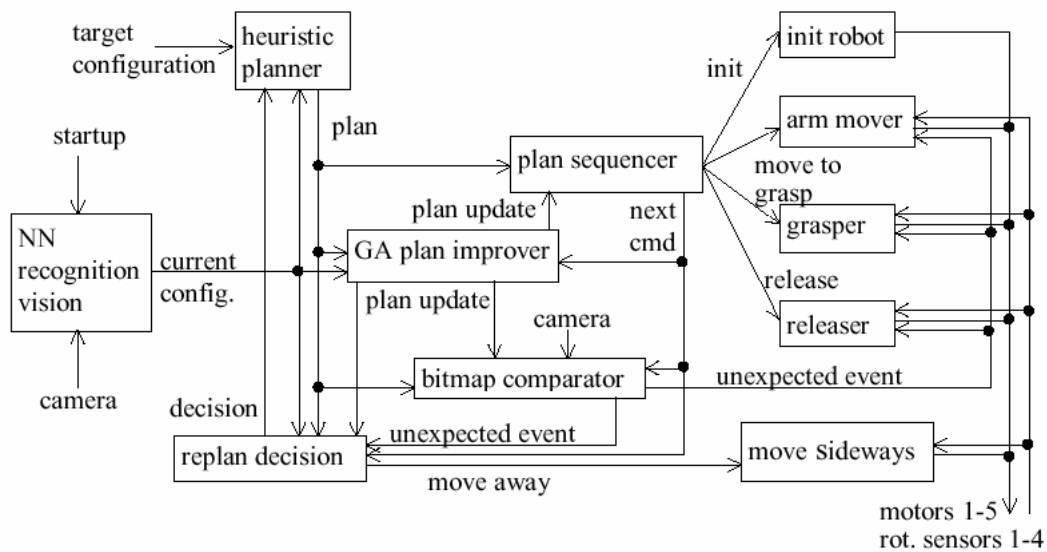 target
configuration
heuristic
planner
init robot
init
startup
plan
arm mover
plan sequencer
move to
grasp
plan update
next
cmd
grasper
NN
recognition
vision
current
config.
GA plan improver
plan update
release
camera
releaser
bitmap comparator
unexpected event
camera
decision
unexpected event
replan decision
move away
move sideways
motors 1-5
rot. sensors 1-4